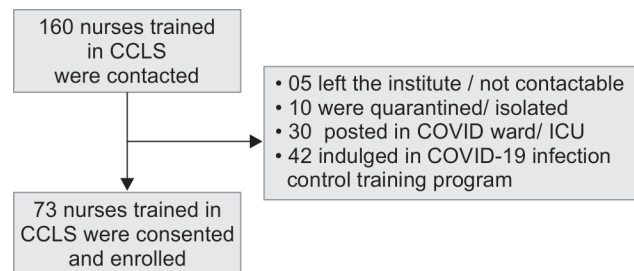 160 nurses trained
in CCLS
were contacted
• 05 left the institute / not contactable
• 10 were quarantined/ isolated
• 30 posted in COVID ward/ ICU
• 42 indulged in COVID-19 infection
control training program
73 nurses trained in
CCLS were consented
and enrolled